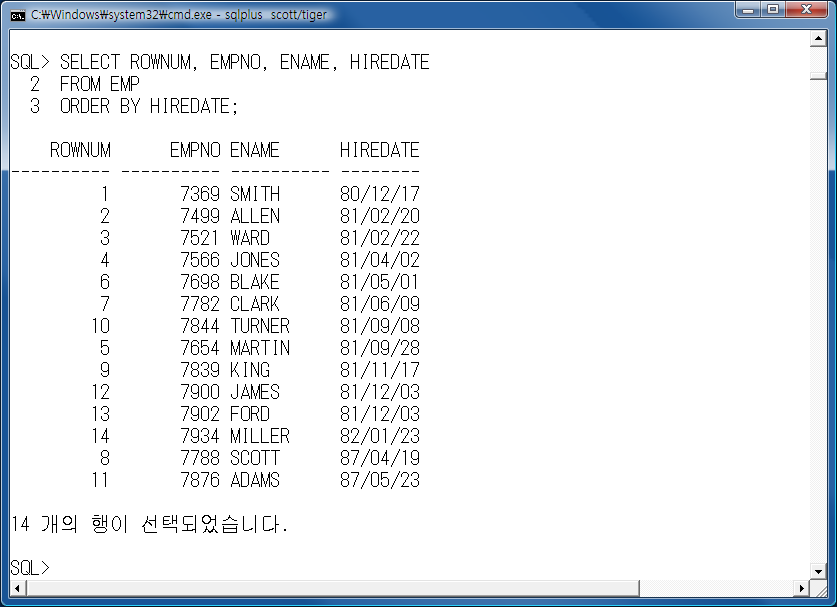 C:₩Windows₩system32₩cmd.exe - sqlplus  scott/tiger
SQL> SELECT ROWNUM, EMPNO, ENAME, HIREDATE
  2  FROM EMP
  3  ORDER BY HIREDATE;
    ROWNUM      EMPNO ENAME      HIREDATE
---------- ---------- ---------- --------
         1       7369 SMITH      80/12/17
         2       7499 ALLEN      81/02/20
         3       7521 WARD       81/02/22
         4       7566 JONES      81/04/02
         6       7698 BLAKE      81/05/01
         7       7782 CLARK      81/06/09
        10       7844 TURNER     81/09/08
         5       7654 MARTIN     81/09/28
         9       7839 KING       81/11/17
        12       7900 JAMES      81/12/03
        13       7902 FORD       81/12/03
        14       7934 MILLER     82/01/23
         8       7788 SCOTT      87/04/19
        11       7876 ADAMS      87/05/23
14 개의 행이 선택되었습니다.
SQL>